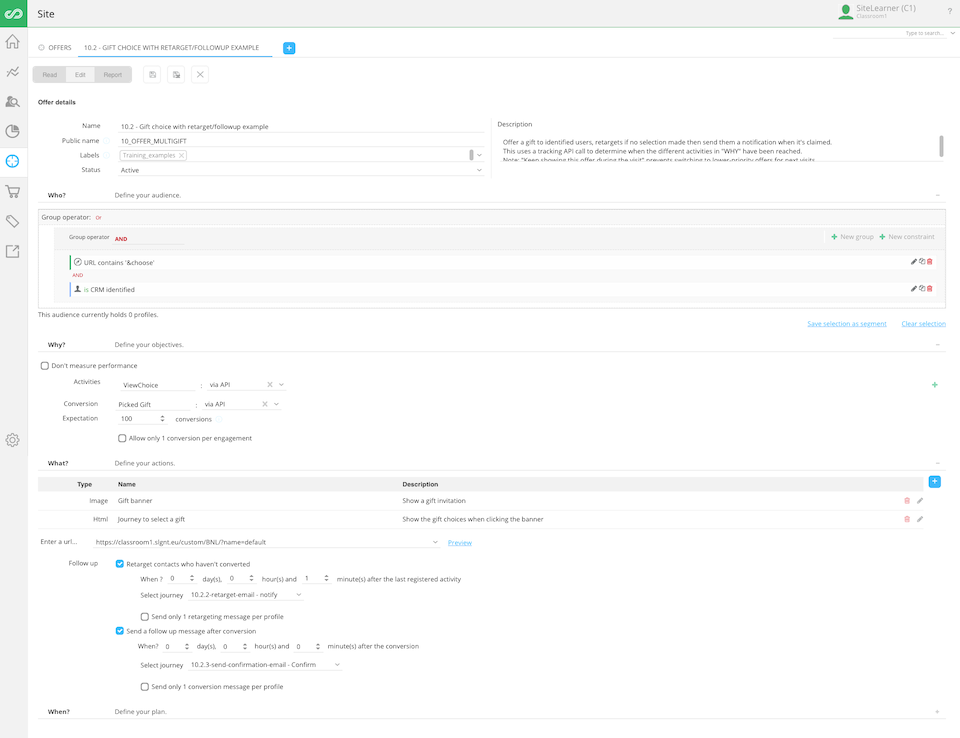 Site
SiteLearner (C1)
Classroom1
?
Type to search...
OFFERS
10.2 - GIFT CHOICE WITH RETARGET/FOLLOWUP EXAMPLE
Read Edit Report
Offer details
Name 10.2 - Gift choice with retarget/followup example
Public name 10_OFFER_MULTIGIFT
Labels Training_examples
Status Active
Description
Offer a gift to identified users, retargets if no selection made then send them a notification when it's claimed.
This uses a tracking API call to determine when the different activities in "WHY" have been reached.
Note: "Keep showing this offer during the visit" prevents switching to lower-priority offers for next visits
Who? Define your audience.
Group operator: Or
Group operator AND
New group New constraint
URL contains '&choose'
AND
is CRM identified
This audience currently holds 0 profiles.
Save selection as segment Clear selection
Why? Define your objectives.
Don't measure performance
Activities ViewChoice : via API
Conversion Picked Gift : via API
Expectation 100 conversions
Allow only 1 conversion per engagement
What? Define your actions.
Type Name Description
Image Gift banner Show a gift invitation
Html Journey to select a gift Show the gift choices when clicking the banner
Enter a url... https://classroom1.slgnt.eu/custom/BNL/?name=default Preview
Follow up Retarget contacts who haven't converted
When ? 0 day(s), 0 hour(s) and 1 minute(s) after the last registered activity
Select journey 10.2.2-retarget-email - notify
Send only 1 retargeting message per profile
Send a follow up message after conversion
When? 0 day(s), 0 hour(s) and 0 minute(s) after the conversion
Select journey 10.2.3-send-confirmation-email - Confirm
Send only 1 conversion message per profile
When? Define your plan.